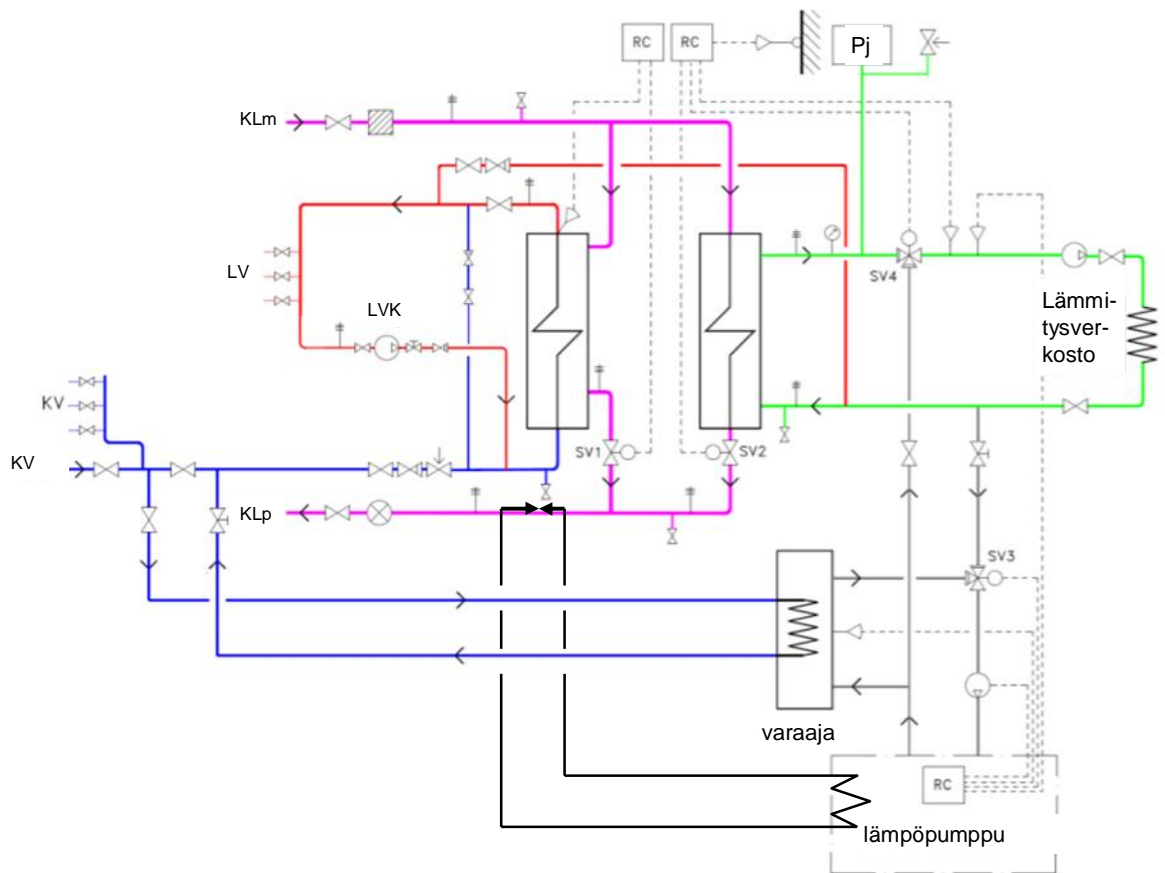 RC
RC
Pj
KLm
SV4
LV
LVK
Lämmi-
tysver-
kosto
KV
KV
SV1
SV2
KLp
SV3
varaaja
RC
lämpöpumppu